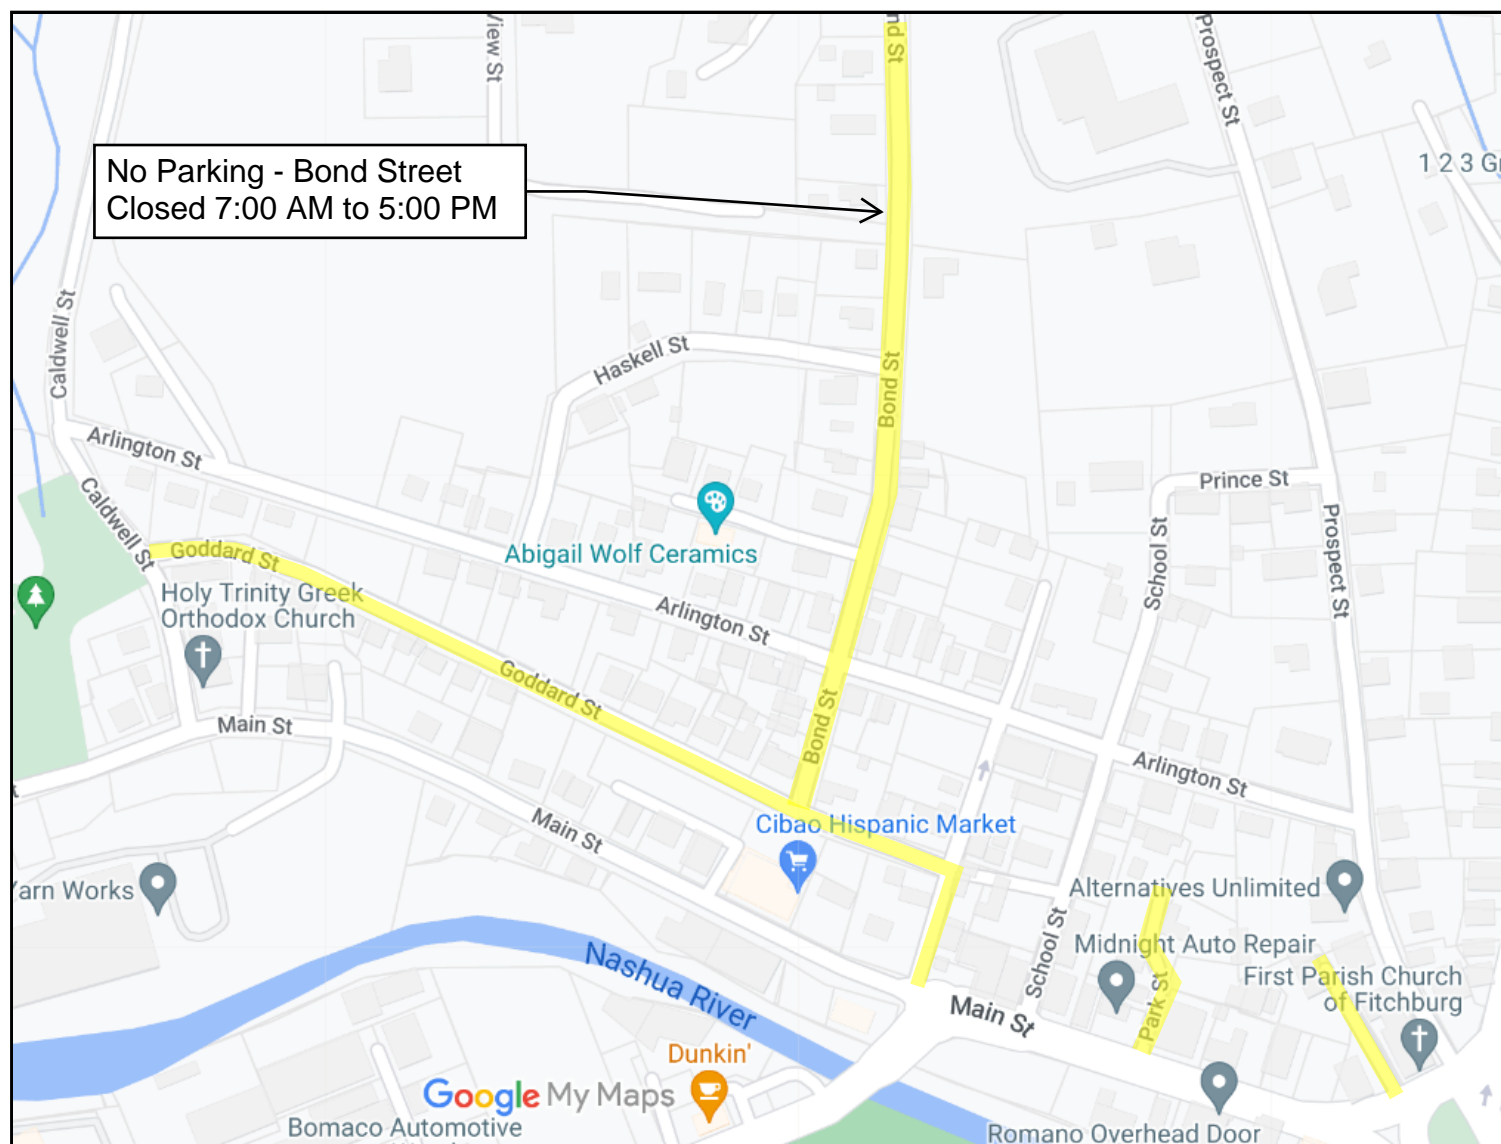 View St
nd St
Prospect St
1 2 3 Gr
No Parking - Bond Street
Closed 7:00 AM to 5:00 PM
Caldwell St
Haskell St
Bond St
Arlington St
Prince St
Caldwell St
Prospect St
School St
Goddard St
Abigail Wolf Ceramics
Holy Trinity Greek
Orthodox Church
Arlington St
Goddard St
Bond St
Main St
Arlington St
Main St
Cibao Hispanic Market
Yarn Works
Alternatives Unlimited
School St
Midnight Auto Repair
Nashua River
First Parish Church
of Fitchburg
Main St
Park St
Dunkin'
Google My Maps
Bomaco Automotive
Romano Overhead Door